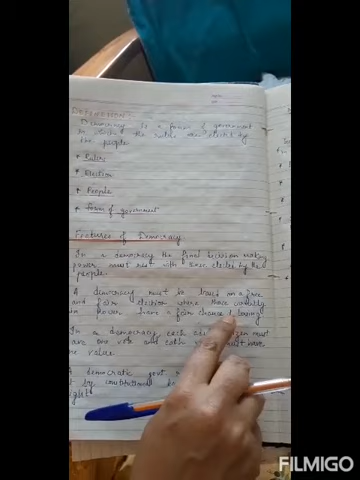 DEFINITION
Democracy is a form of government
in which the rulers are elected by
the people
* Rulers
* Election
* People
* Form of government
Features of Democracy
In a democracy the final decision making
power must rest with those elected by the
people
A democracy must be based on a free
and fair election where those currently
in power have a fair chance of losing
In a democracy, each adult citizen must
have one vote and each vote must have
one value.
A democratic govt.
by constitutional
right
FILMIGO